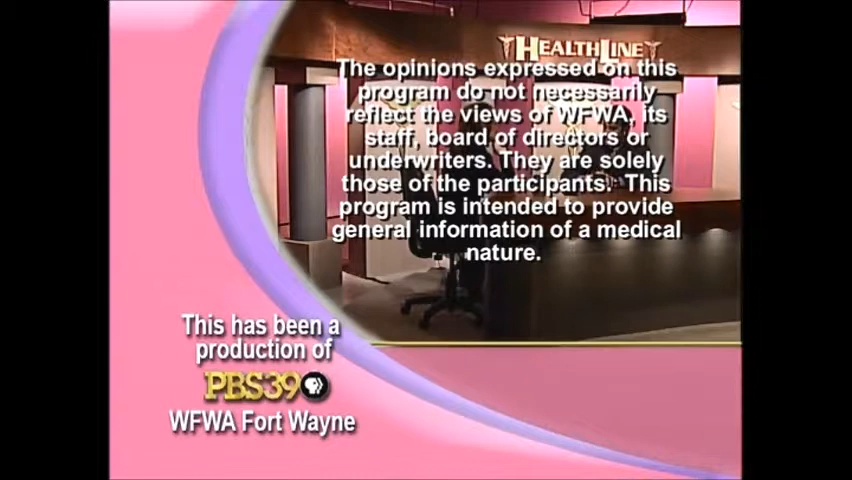 HEALTHLINE
The opinions expressed on this
program do not necessarily
reflect the views of WFWA, its
staff, board of directors or
underwriters. They are solely
those of the participants. This
program is intended to provide
general information of a medical
nature.
This has been a
production of
PBS39
WFWA Fort Wayne